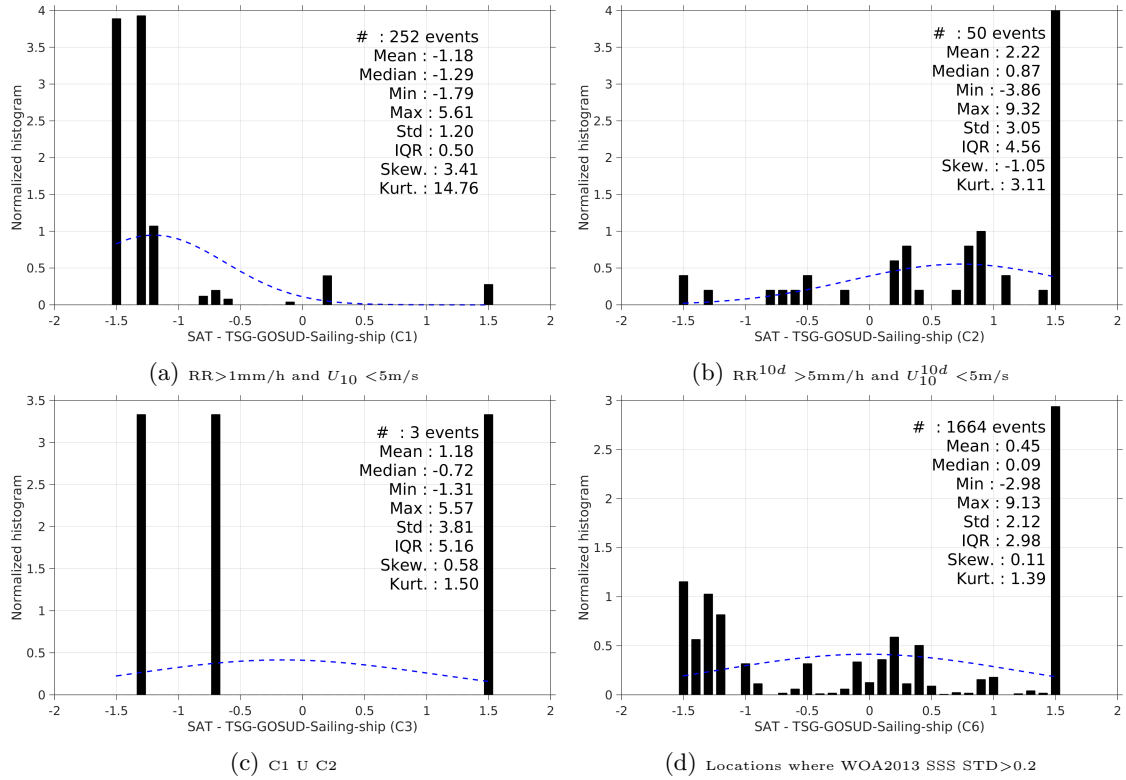 Normalized histogram
4
3.5
3
2.5
2
1.5
1
0.5
0
# : 252 events
Mean : -1.18
Median : -1.29
Min : -1.79
Max : 5.61
Std : 1.20
IQR : 0.50
Skew. : 3.41
Kurt. : 14.76
-2 -1.5 -1 -0.5 0 0.5 1 1.5 2
SAT - TSG-GOSUD-Sailing-ship (C1)
(a) RR>1mm/h and U10 <5m/s
Normalized histogram
4
3.5
3
2.5
2
1.5
1
0.5
0
# : 50 events
Mean : 2.22
Median : 0.87
Min : -3.86
Max : 9.32
Std : 3.05
IQR : 4.56
Skew. : -1.05
Kurt. : 3.11
-2 -1.5 -1 -0.5 0 0.5 1 1.5 2
SAT - TSG-GOSUD-Sailing-ship (C2)
(b) RR10d >5mm/h and U10d10 <5m/s
Normalized histogram
3.5
3
2.5
2
1.5
1
0.5
0
# : 3 events
Mean : 1.18
Median : -0.72
Min : -1.31
Max : 5.57
Std : 3.81
IQR : 5.16
Skew. : 0.58
Kurt. : 1.50
-2 -1.5 -1 -0.5 0 0.5 1 1.5 2
SAT - TSG-GOSUD-Sailing-ship (C3)
(c) C1 U C2
Normalized histogram
3
2.5
2
1.5
1
0.5
0
# : 1664 events
Mean : 0.45
Median : 0.09
Min : -2.98
Max : 9.13
Std : 2.12
IQR : 2.98
Skew. : 0.11
Kurt. : 1.39
-2 -1.5 -1 -0.5 0 0.5 1 1.5 2
SAT - TSG-GOSUD-Sailing-ship (C6)
(d) Locations where WOA2013 SSS STD>0.2